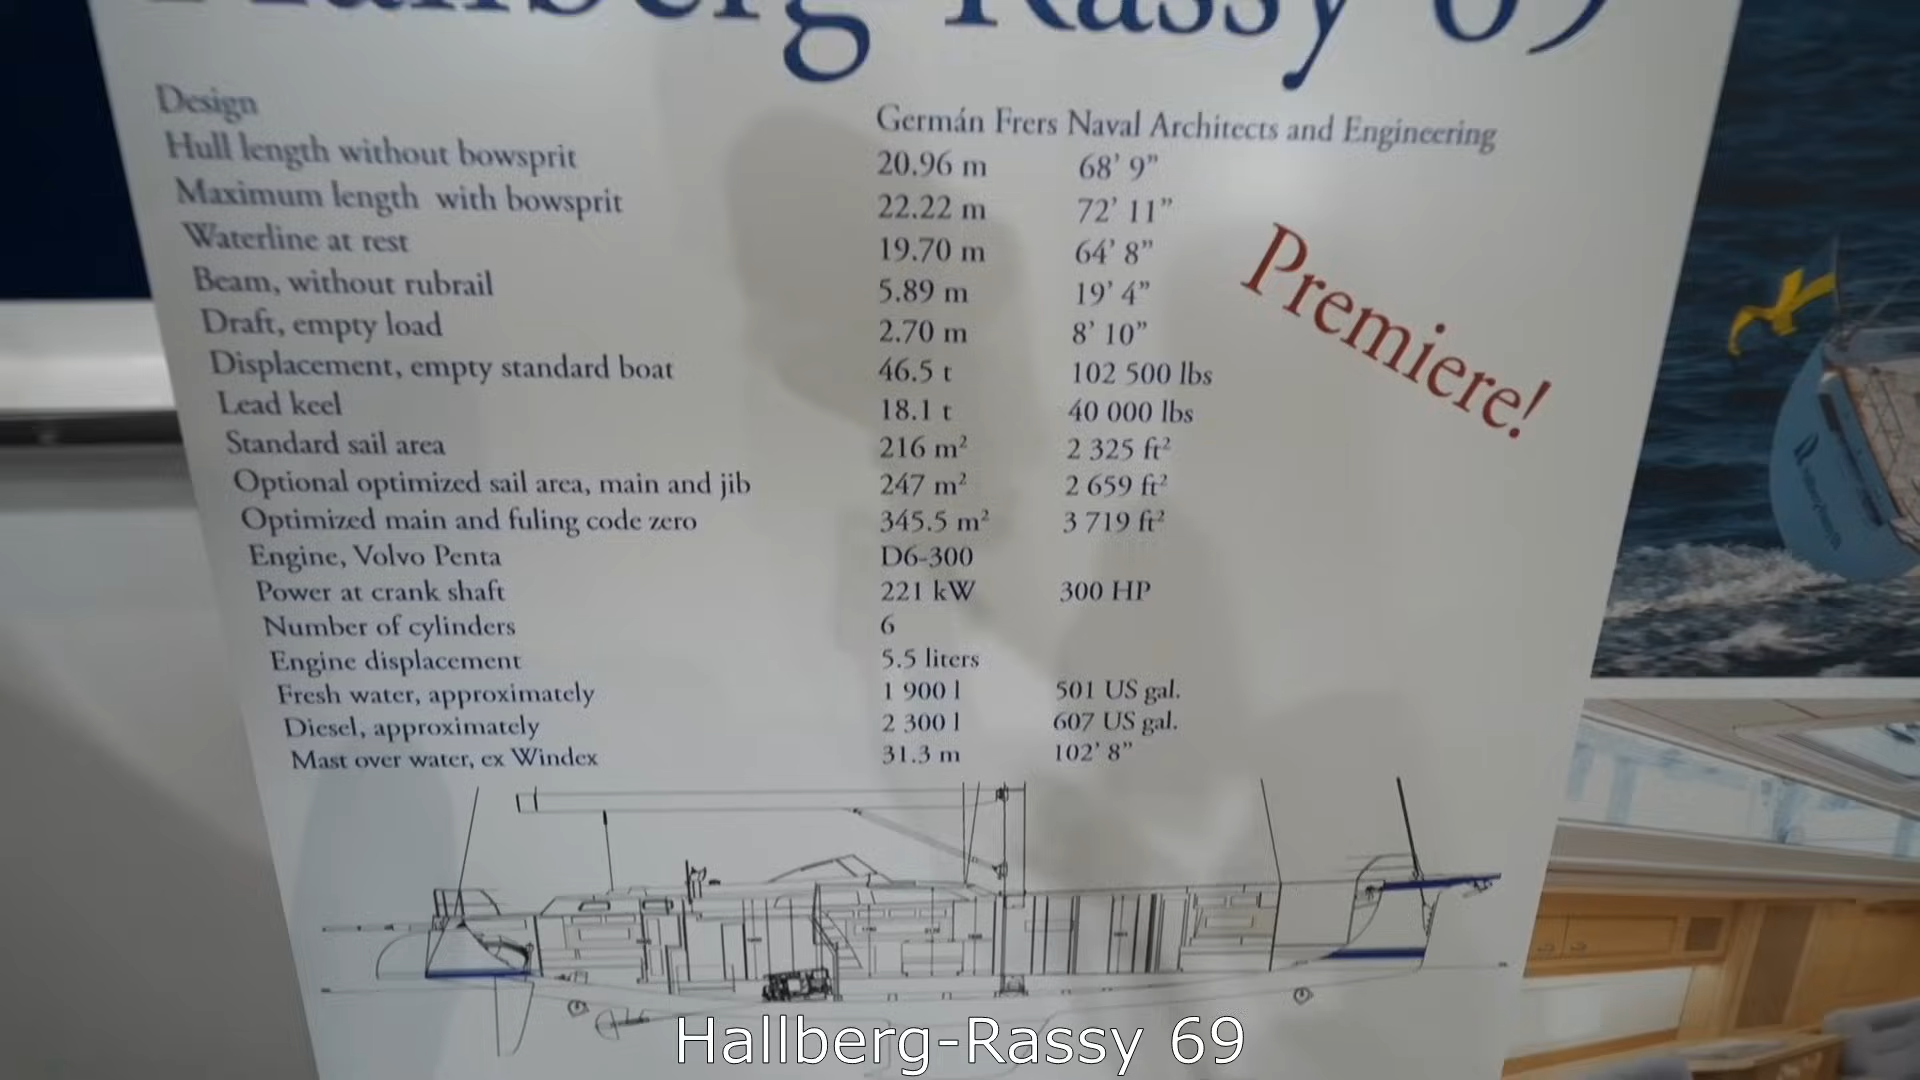 Hallberg-Rassy 69
Design Germán Frers Naval Architects and Engineering
Hull length without bowsprit 20.96 m 68' 9"
Maximum length with bowsprit 22.22 m 72' 11"
Waterline at rest 19.70 m 64' 8"
Beam, without rubrail 5.89 m 19' 4"
Draft, empty load 2.70 m 8' 10"
Displacement, empty standard boat 46.5 t 102 500 lbs
Lead keel 18.1 t 40 000 lbs
Standard sail area 216 m² 2 325 ft²
Optional optimized sail area, main and jib 247 m² 2 659 ft²
Optimized main and fuling code zero 345.5 m² 3 719 ft²
Engine, Volvo Penta D6-300
Power at crank shaft 221 kW 300 HP
Number of cylinders 6
Engine displacement 5.5 liters
Fresh water, approximately 1 900 l 501 US gal.
Diesel, approximately 2 300 l 607 US gal.
Mast over water, ex Windex 31.3 m 102' 8"
Premiere!
Hallberg-Rassy 69